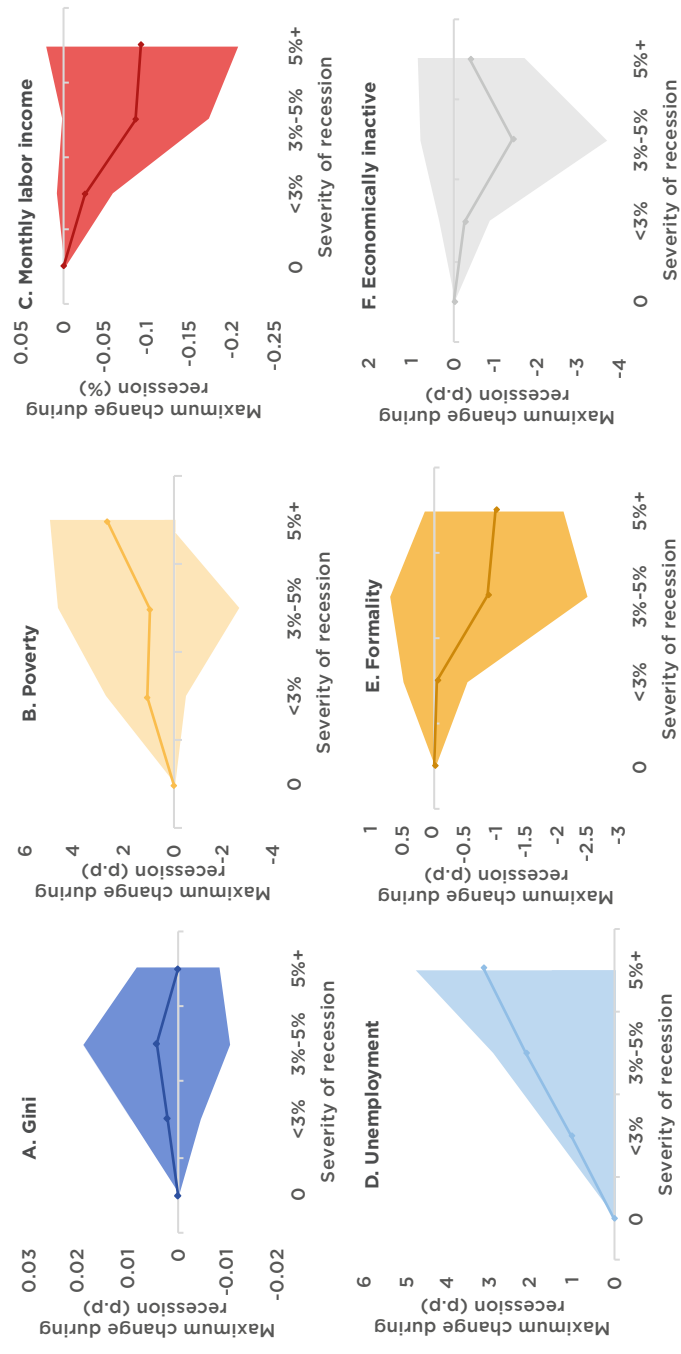 A. Gini
Maximum change during
recession (p.p)
0.03
0.02
0.01
0
-0.01
-0.02
0
<3%
3%-5%
5%+
Severity of recession
B. Poverty
Maximum change during
recession (p.p)
6
4
2
0
-2
-4
0
<3%
3%-5%
5%+
Severity of recession
C. Monthly labor income
Maximum change during
recession (%)
0.05
0
-0.05
-0.1
-0.15
-0.2
-0.25
0
<3%
3%-5%
5%+
Severity of recession
D. Unemployment
Maximum change during
recession (p.p)
6
5
4
3
2
1
0
0
<3%
3%-5%
5%+
Severity of recession
E. Formality
Maximum change during
recession (p.p)
1
0.5
0
-0.5
-1
-1.5
-2
-2.5
-3
0
<3%
3%-5%
5%+
Severity of recession
F. Economically inactive
Maximum change during
recession (p.p)
2
1
0
-1
-2
-3
-4
0
<3%
3%-5%
5%+
Severity of recession